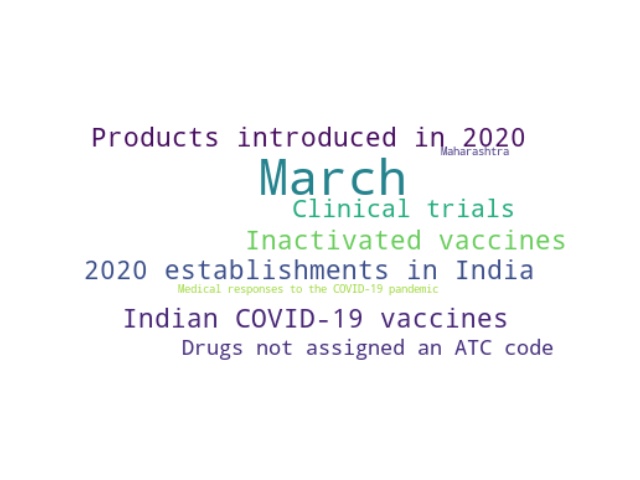 Products introduced in 2020
Maharashtra
March
Clinical trials
Inactivated vaccines
2020 establishments in India
Medical responses to the COVID-19 pandemic
Indian COVID-19 vaccines
Drugs not assigned an ATC code